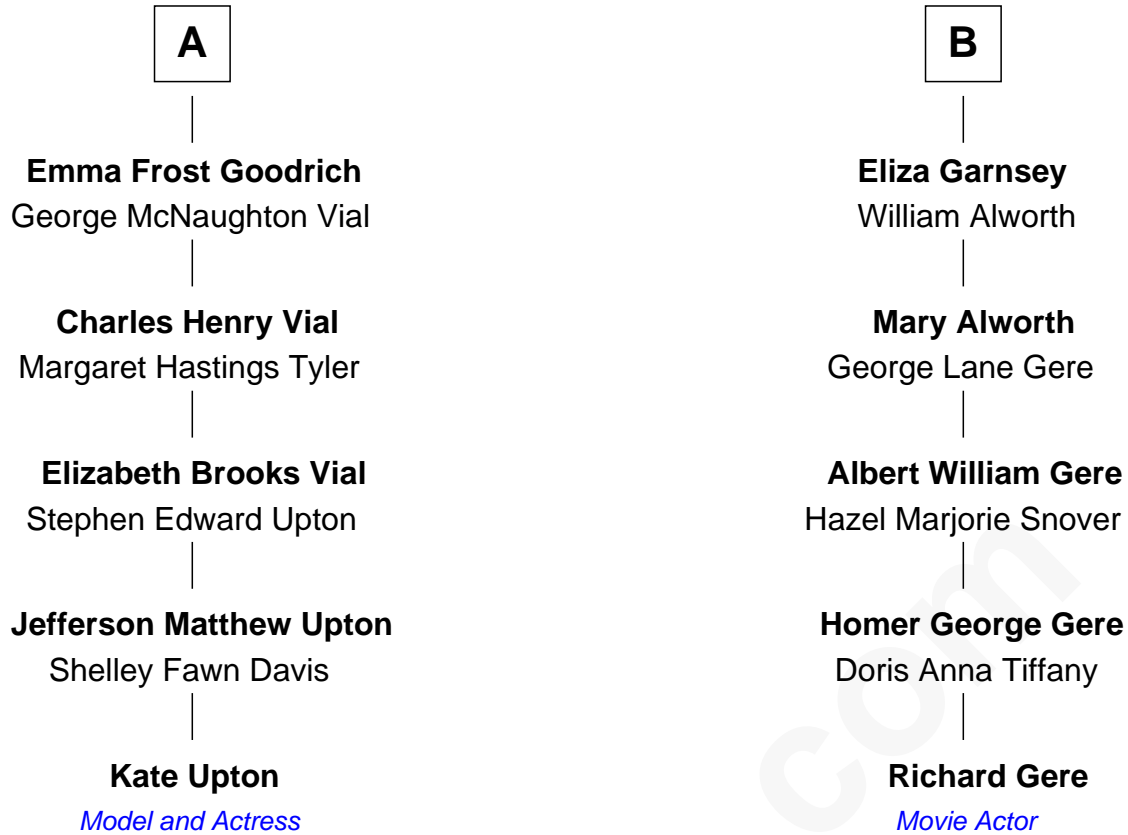 A
Emma Frost Goodrich
George McNaughton Vial
Charles Henry Vial
Margaret Hastings Tyler
Elizabeth Brooks Vial
Stephen Edward Upton
Jefferson Matthew Upton
Shelley Fawn Davis
Kate Upton
Model and Actress
B
Eliza Garnsey
William Alworth
Mary Alworth
George Lane Gere
Albert William Gere
Hazel Marjorie Snover
Homer George Gere
Doris Anna Tiffany
Richard Gere
Movie Actor
com